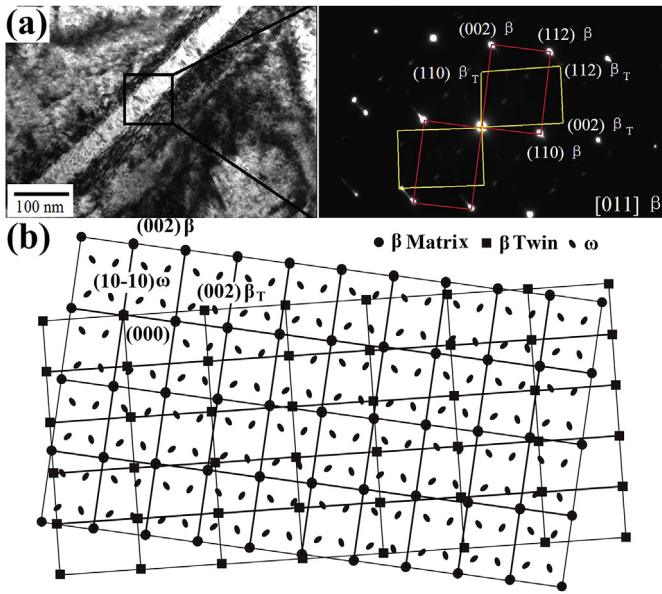 (a)
100 nm
(002) β
(112) β
(110) β_T
(112) β_T
(002) β_T
(110) β
[011] β
(b)
(002) β
β Matrix
β Twin
ω
(10-10)ω
(002)β_T
(000)